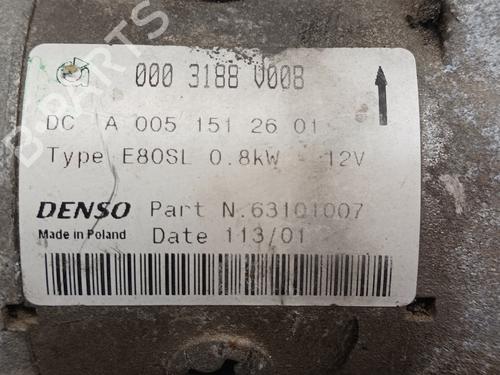 000 3188 V008
DC A 005 151 26 01
Type E80SL 0.8kW - 12V
DENSO Part N.63101007
Made in Poland Date 113/01
B-PARTS